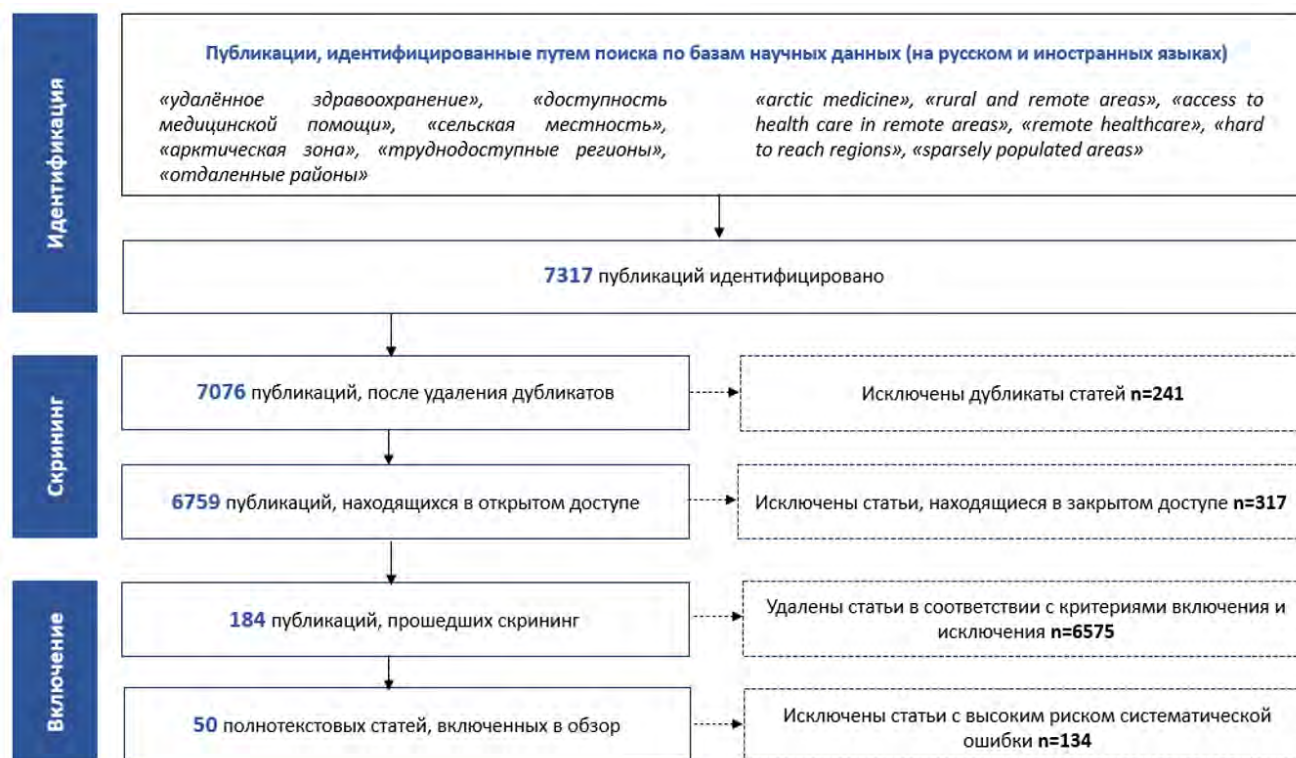 Идентификация
Публикации, идентифицированные путем поиска по базам научных данных (на русском и иностранных языках)
«удалённое здравоохранение», «доступность
медицинской помощи», «сельская местность»,
«арктическая зона», «труднодоступные регионы»,
«отдаленные районы»
«arctic medicine», «rural and remote areas», «access to
health care in remote areas», «remote healthcare», «hard
to reach regions», «sparsely populated areas»
7317 публикаций идентифицировано
Скрининг
7076 публикаций, после удаления дубликатов
Исключены дубликаты статей n=241
6759 публикаций, находящихся в открытом доступе
Исключены статьи, находящиеся в закрытом доступе n=317
Включение
184 публикаций, прошедших скрининг
Удалены статьи в соответствии с критериями включения и
исключения n=6575
50 полнотекстовых статей, включенных в обзор
Исключены статьи с высоким риском систематической
ошибки n=134